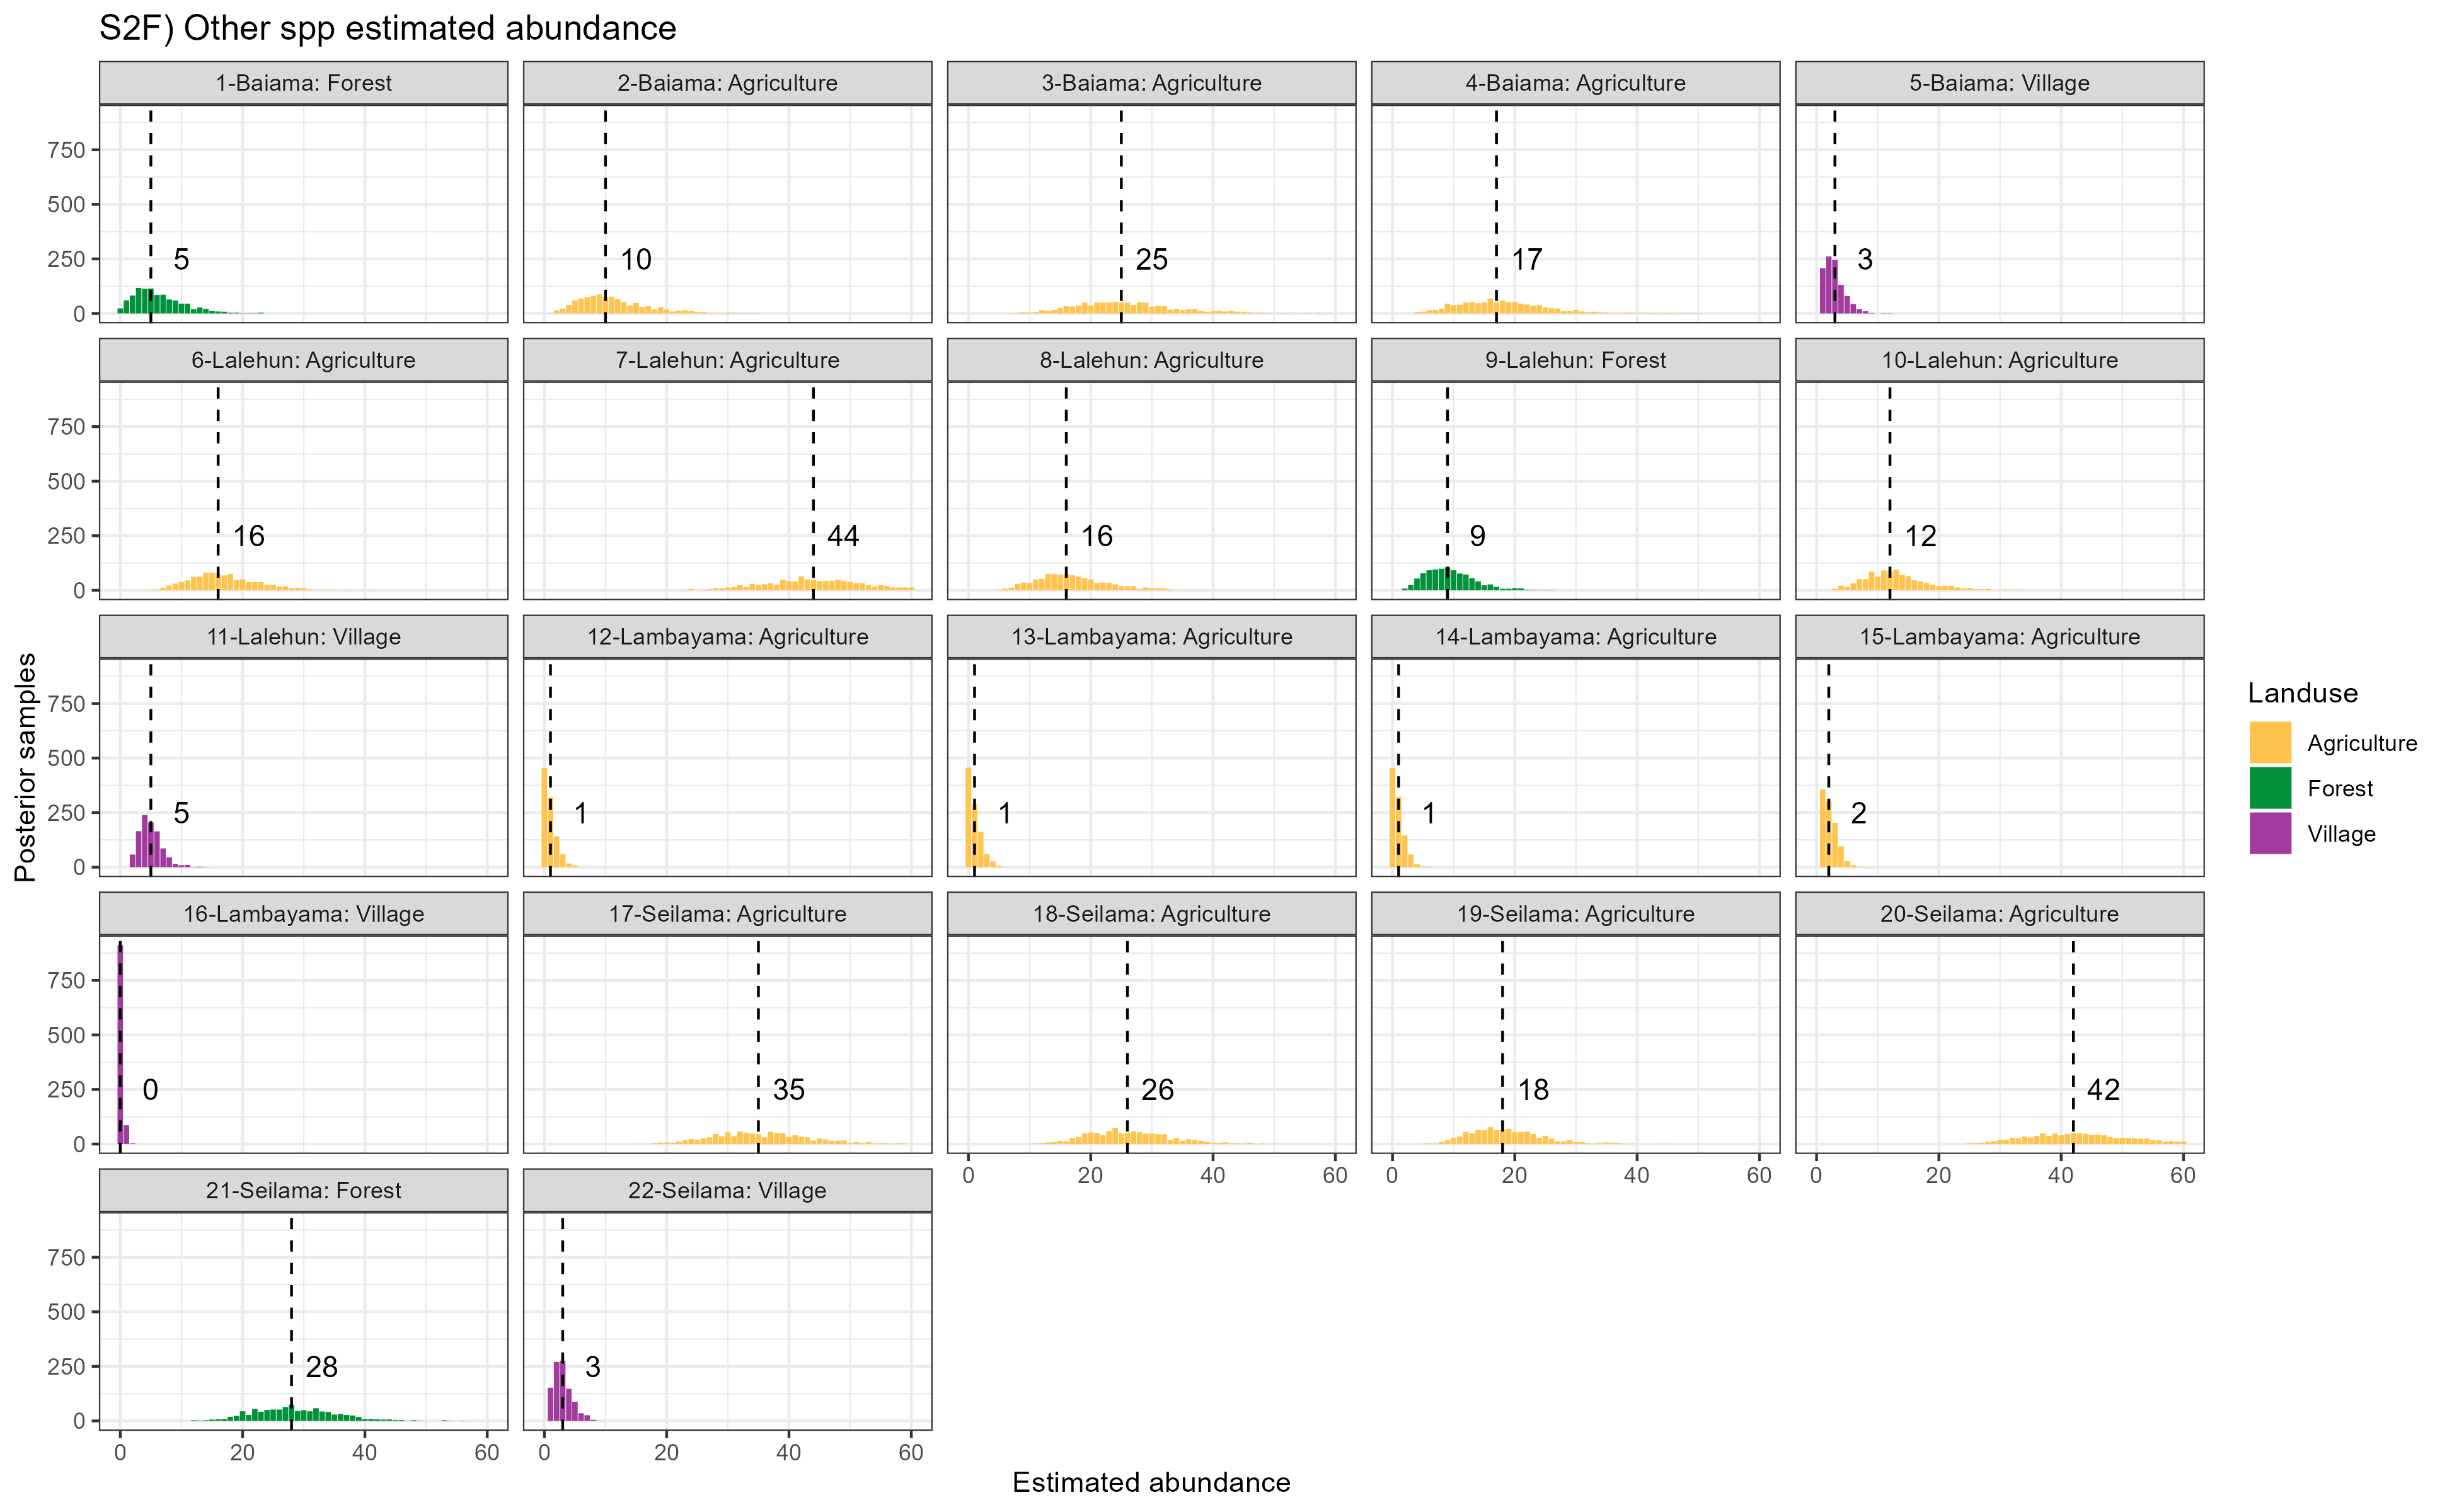 S2F) Other spp estimated abundance
1-Baiama: Forest
2-Baiama: Agriculture
3-Baiama: Agriculture
4-Baiama: Agriculture
5-Baiama: Village
750
500
250
0
5
10
25
17
3
6-Lalehun: Agriculture
7-Lalehun: Agriculture
8-Lalehun: Agriculture
9-Lalehun: Forest
10-Lalehun: Agriculture
750
500
250
0
16
44
16
9
12
11-Lalehun: Village
12-Lambayama: Agriculture
13-Lambayama: Agriculture
14-Lambayama: Agriculture
15-Lambayama: Agriculture
750
500
250
0
5
1
1
1
2
16-Lambayama: Village
17-Seilama: Agriculture
18-Seilama: Agriculture
19-Seilama: Agriculture
20-Seilama: Agriculture
750
500
250
0
0
35
26
18
42
0 20 40 60
0 20 40 60
0 20 40 60
21-Seilama: Forest
22-Seilama: Village
750
500
250
0
28
3
0 20 40 60
0 20 40 60
Estimated abundance
Posterior samples
Landuse
Agriculture
Forest
Village